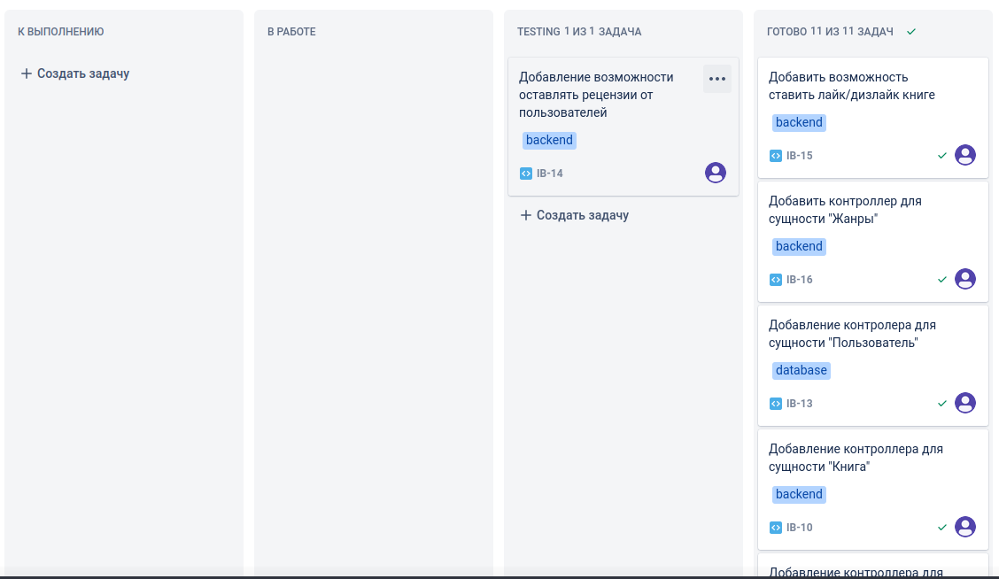 К ВЫПОЛНЕНИЮ
+ Создать задачу
В РАБОТЕ
TESTING 1 ИЗ 1 ЗАДАЧА
Добавление возможности
оставлять рецензии от
пользователей
backend
IB-14
+ Создать задачу
ГОТОВО 11 ИЗ 11 ЗАДАЧ
Добавить возможность
ставить лайк/дизлайк книге
backend
IB-15
Добавить контроллер для
сущности "Жанры"
backend
IB-16
Добавление контролера для
сущности "Пользователь"
database
IB-13
Добавление контроллера для
сущности "Книга"
backend
IB-10
Добавление контроллера для